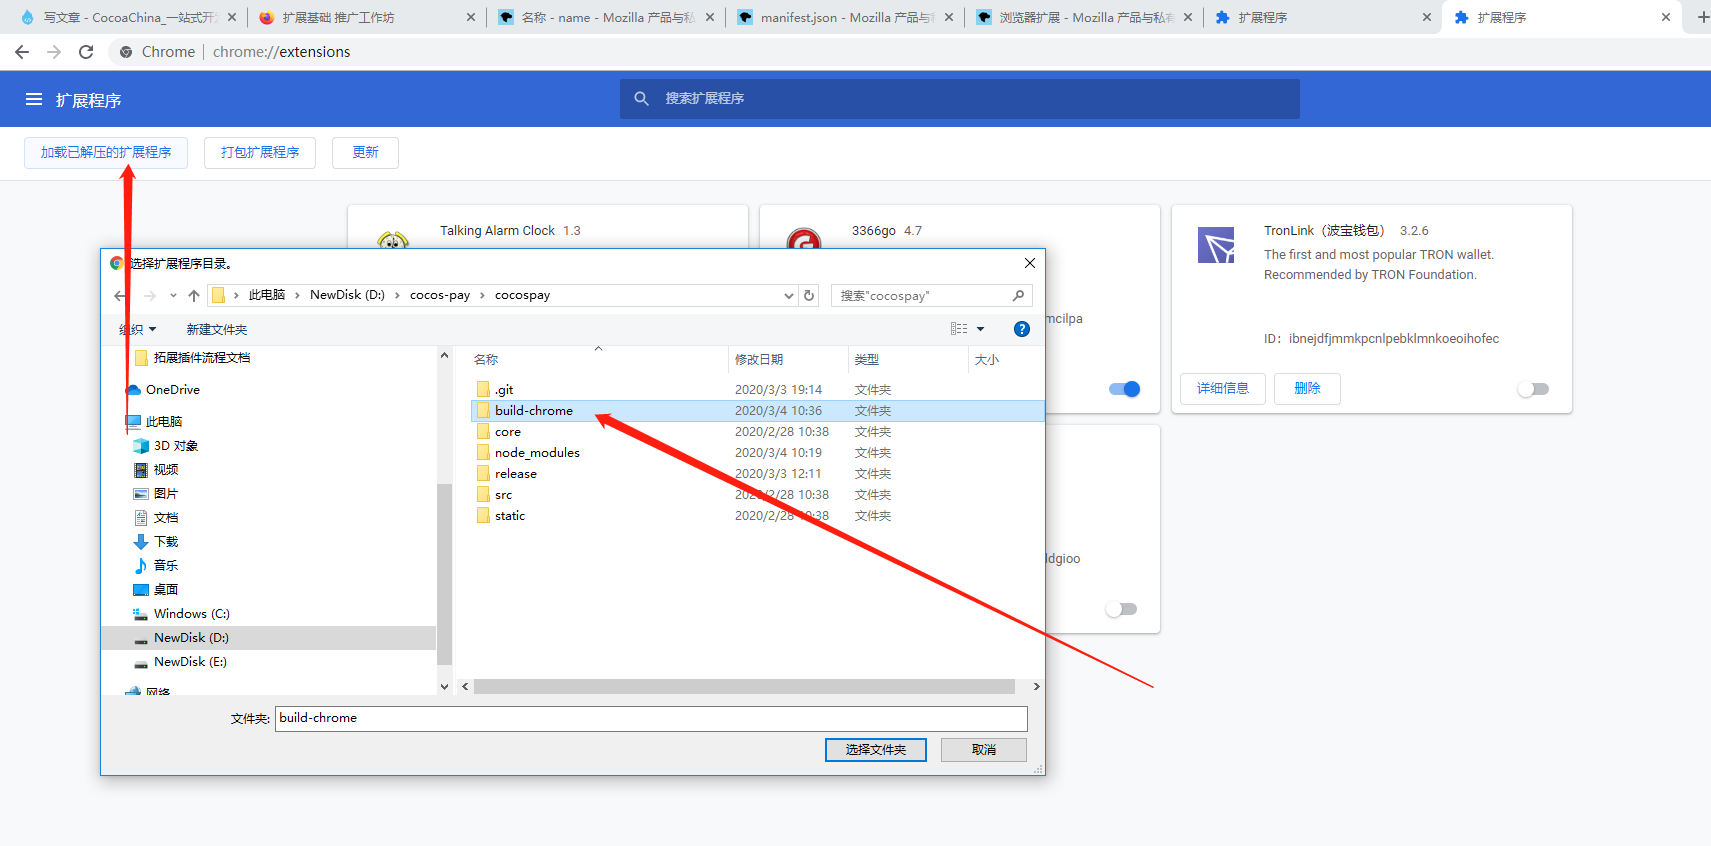 写文章 - CocoaChina_一站式开
扩展基础 推广工作坊
名称 - name - Mozilla 产品与私
manifest.json - Mozilla 产品与
浏览器扩展 - Mozilla 产品与私有
扩展程序
扩展程序
Chrome
chrome://extensions
扩展程序
搜索扩展程序
加载已解压的扩展程序
打包扩展程序
更新
Talking Alarm Clock 1.3
3366go 4.7
TronLink（波宝钱包） 3.2.6
The first and most popular TRON wallet.
Recommended by TRON Foundation.
mcilpa
ID：ibnejdfjmmkpcnlpebklmnkoeoihofec
详细信息
删除
ldgioo
选择扩展程序目录。
此电脑
NewDisk (D:)
cocos-pay
cocospay
搜索"cocospay"
组织
新建文件夹
拓展插件流程文档
OneDrive
此电脑
3D 对象
视频
图片
文档
下载
音乐
桌面
Windows (C:)
NewDisk (D:)
NewDisk (E:)
网络
名称 修改日期 类型 大小
.git 2020/3/3 19:14 文件夹
build-chrome 2020/3/4 10:36 文件夹
core 2020/2/28 10:38 文件夹
node_modules 2020/3/4 10:19 文件夹
release 2020/3/3 12:11 文件夹
src 2020/2/28 10:38 文件夹
static 2020/2/28 10:38 文件夹
文件夹: build-chrome
选择文件夹
取消